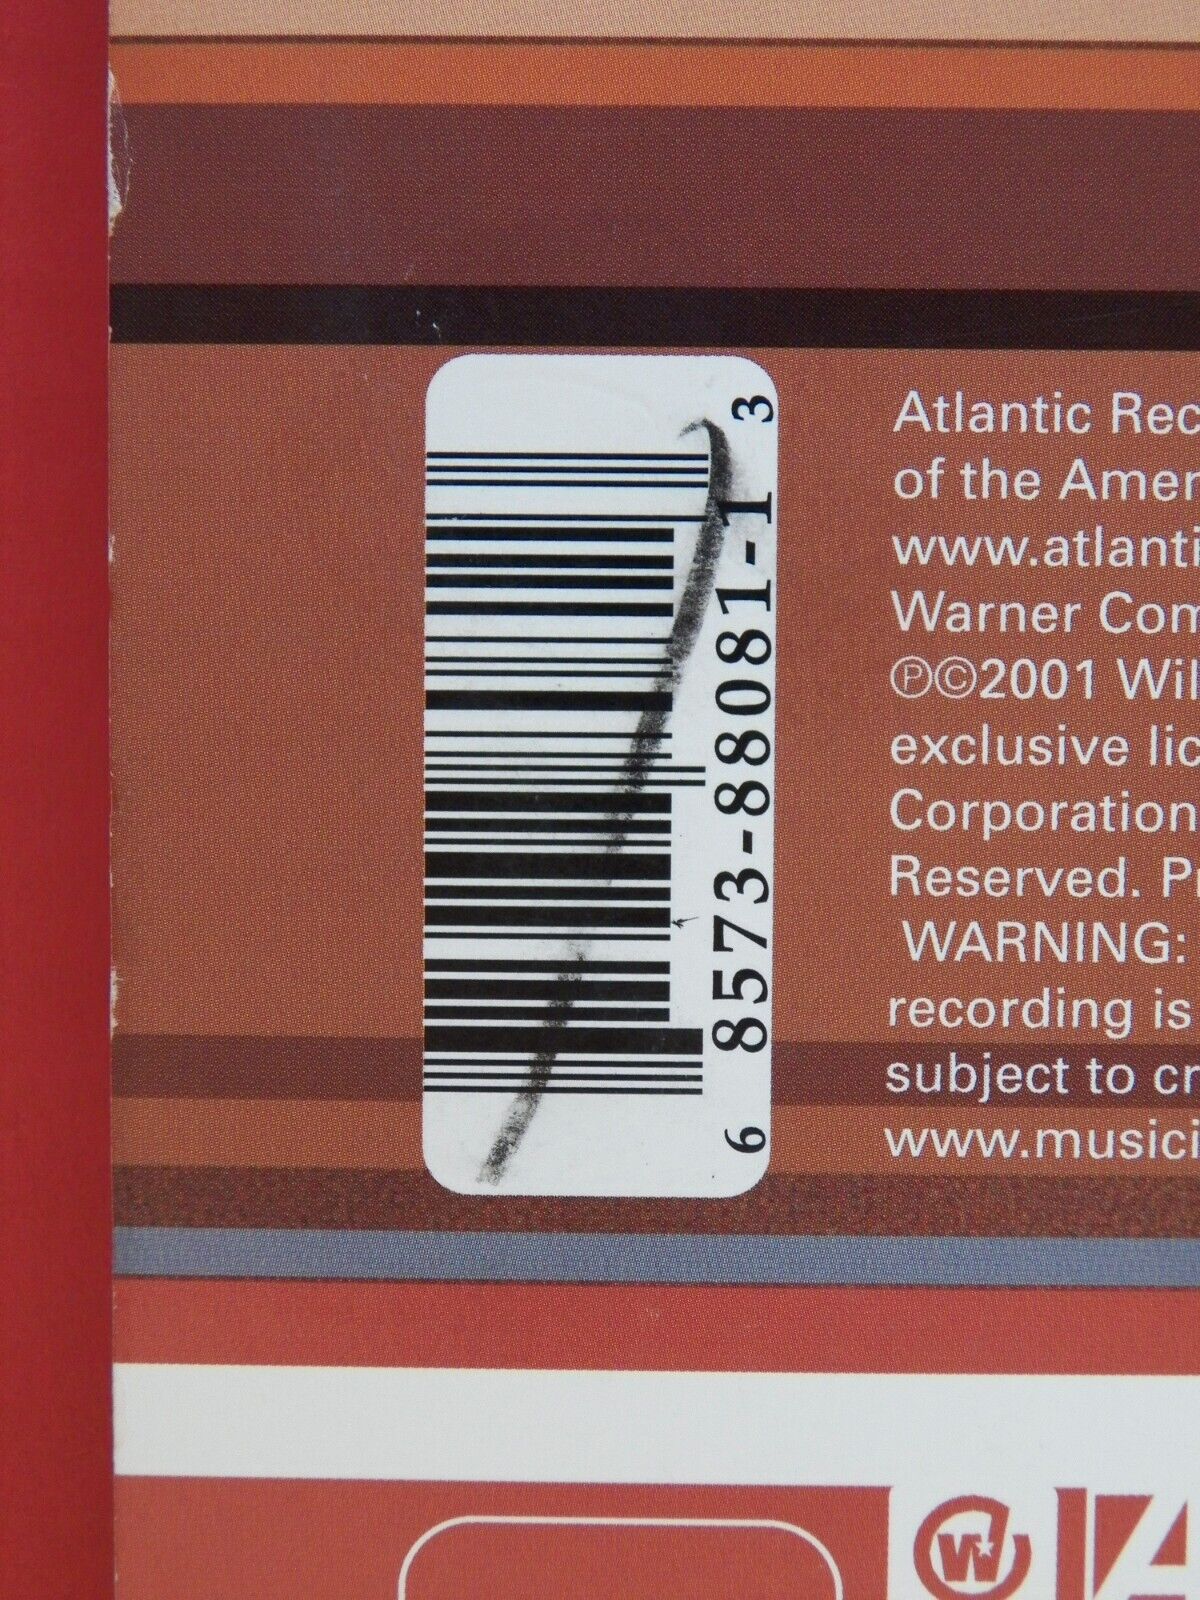 6 8573-88081-1 3
Atlantic Rec
of the Amer
www.atlanti
Warner Com
℗©2001 Wil
exclusive lic
Corporation
Reserved. Pr
WARNING:
recording is
subject to cr
www.musici
W
A